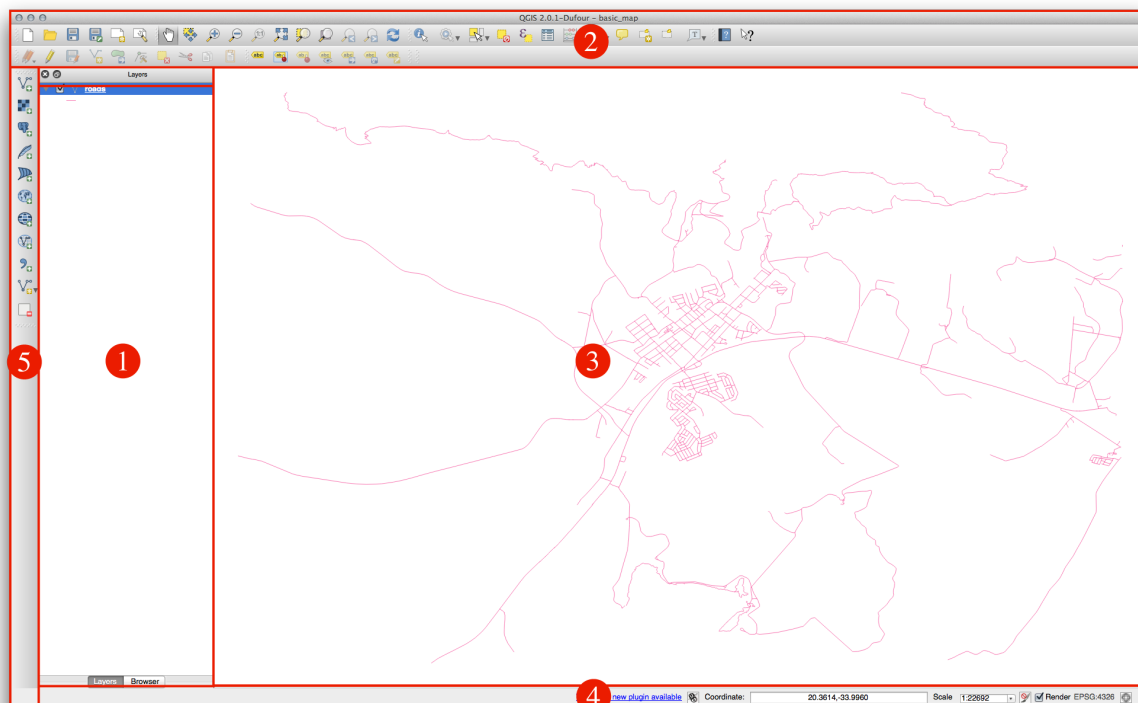 QGIS 2.0.1-Dufour - basic_map
2
Layers
roads
5
1
3
Layers Browser
4
new plugin available Coordinate: 20.3614,-33.9960 Scale 1:22692 Render EPSG:4326